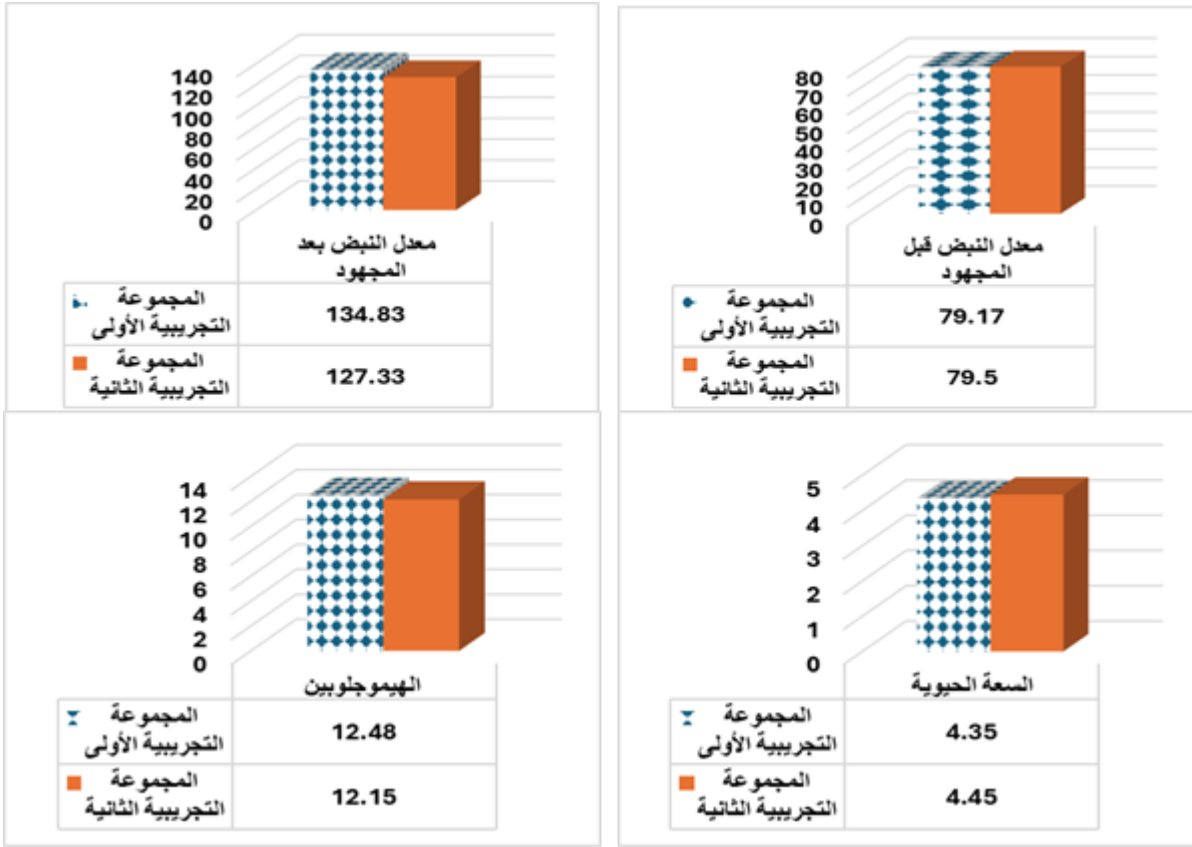 80
70
60
50
40
30
20
10
0
معدل النبض قبل
المجهود
المجموعة
التجريبية الأولى
79.17
المجموعة
التجريبية الثانية
79.5
140
120
100
80
60
40
20
0
معدل النبض بعد
المجهود
المجموعة
التجريبية الأولى
134.83
المجموعة
التجريبية الثانية
127.33
5
4
3
2
1
0
السعة الحيوية
المجموعة
التجريبية الأولى
4.35
المجموعة
التجريبية الثانية
4.45
14
12
10
8
6
4
2
0
الهيموجلوبين
المجموعة
التجريبية الأولى
12.48
المجموعة
التجريبية الثانية
12.15